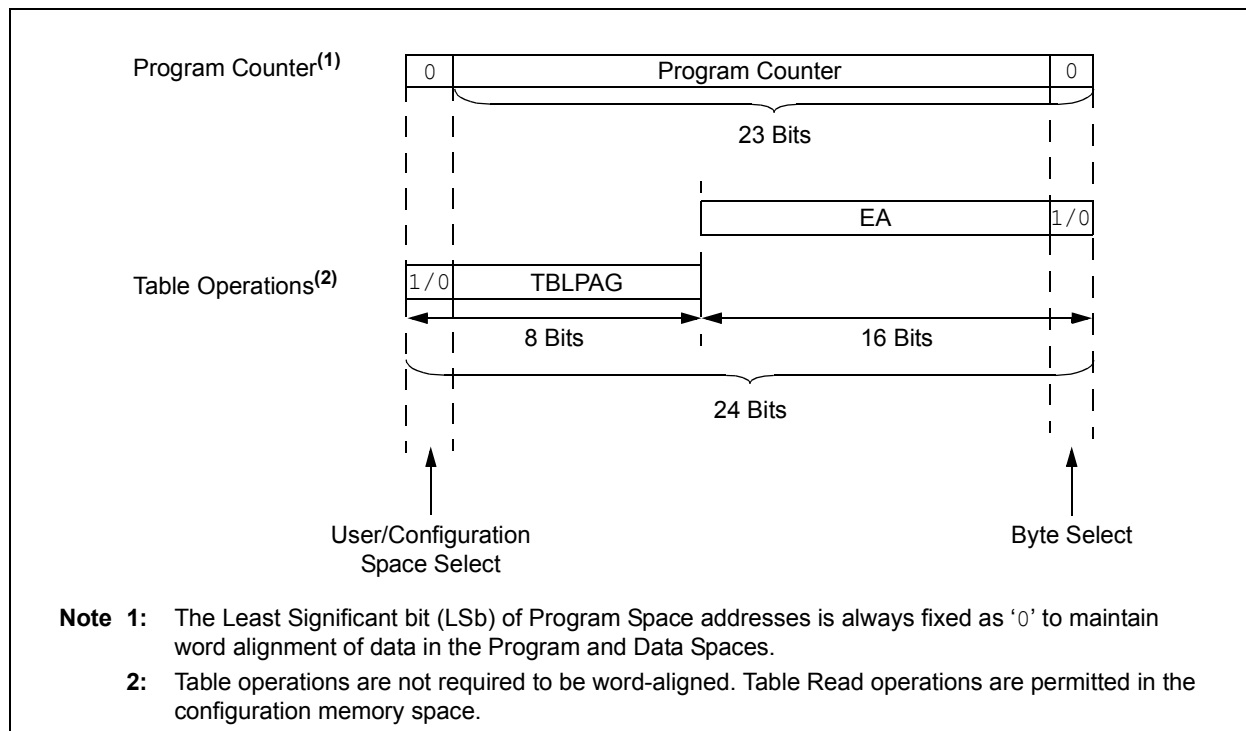 Program Counter(1)
0 Program Counter 0
23 Bits
EA 1/0
Table Operations(2)
1/0 TBLPAG
8 Bits 16 Bits
24 Bits
User/Configuration
Space Select
Byte Select
Note 1: The Least Significant bit (LSb) of Program Space addresses is always fixed as ‘0’ to maintain
word alignment of data in the Program and Data Spaces.
2: Table operations are not required to be word-aligned. Table Read operations are permitted in the
configuration memory space.